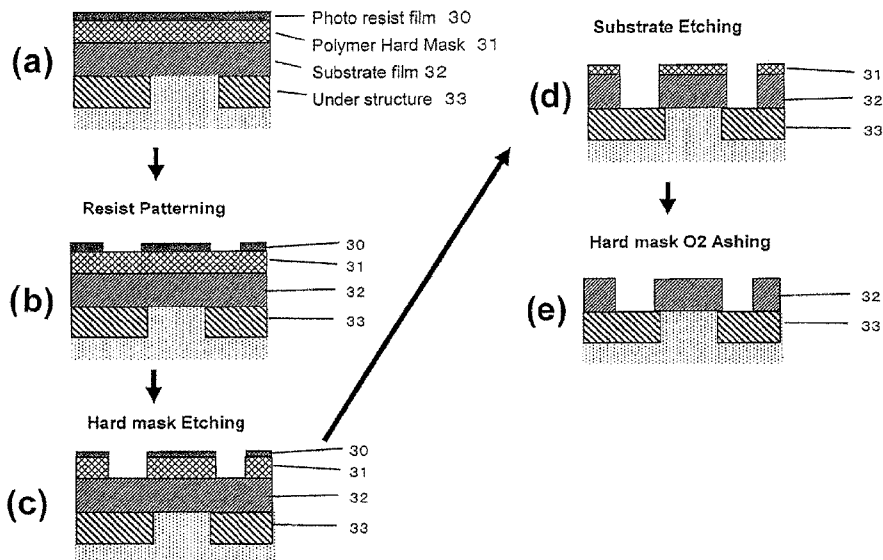 (a)
Photo resist film 30
Polymer Hard Mask 31
Substrate film 32
Under structure 33
Resist Patterning
(b)
30
31
32
33
Hard mask Etching
(c)
30
31
32
33
Substrate Etching
(d)
31
32
33
Hard mask O2 Ashing
(e)
32
33